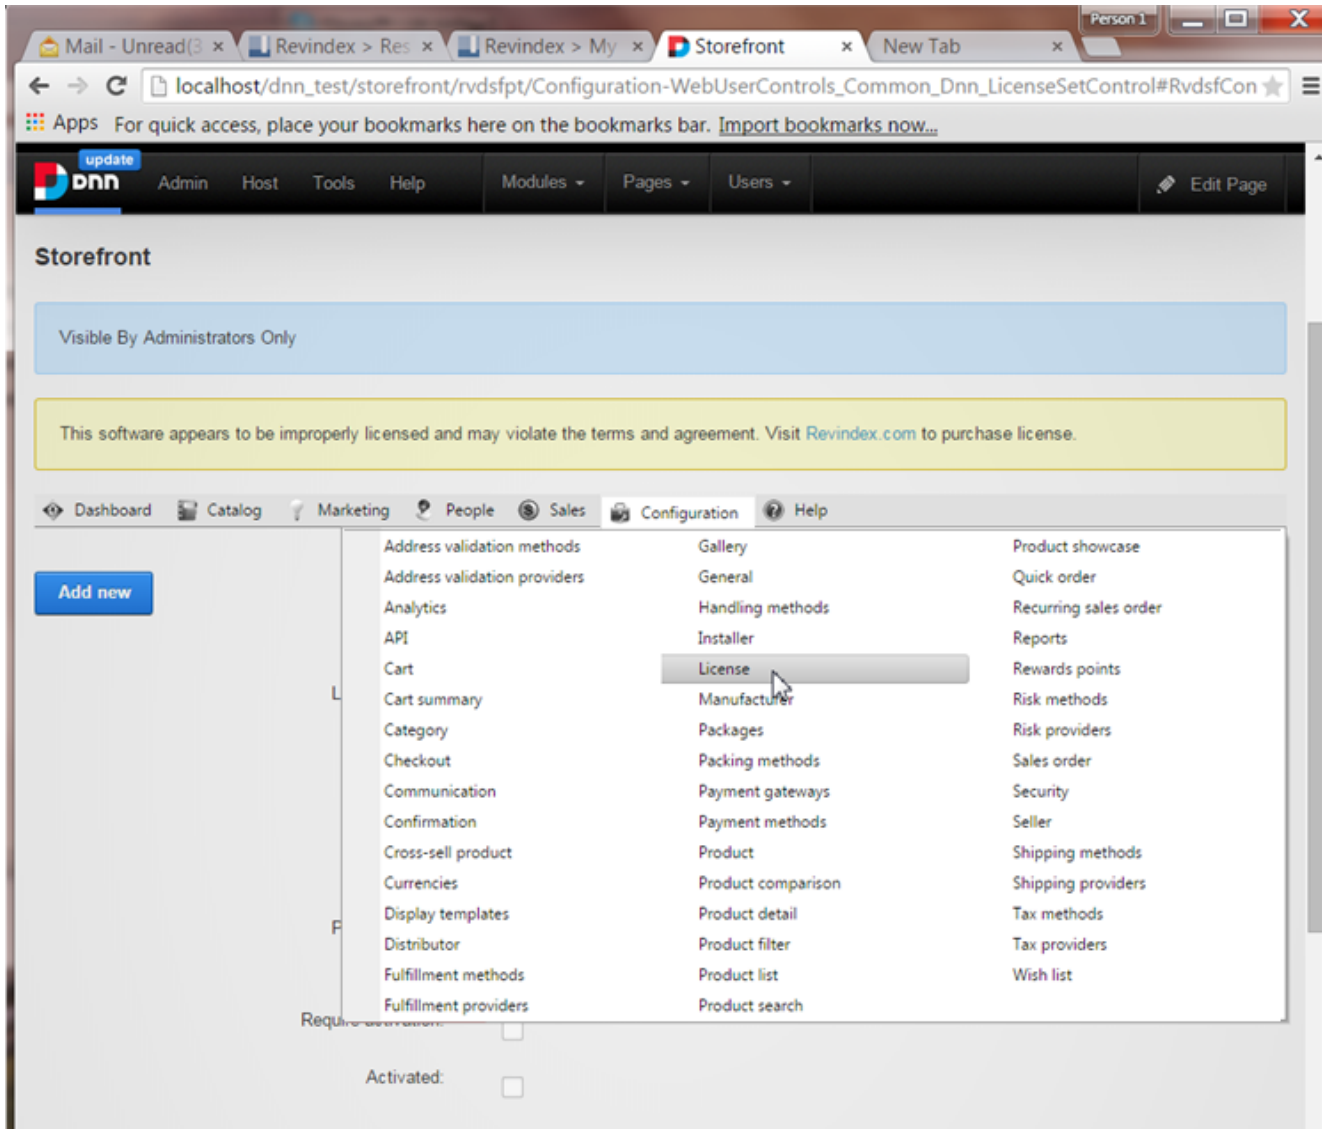 Person 1
Mail - Unread(3 × Revindex > Res × Revindex > My × Storefront × New Tab ×
localhost/dnn_test/storefront/rvdsfpt/Configuration-WebUserControls_Common_Dnn_LicenseSetControl#RvdsfCon
Apps For quick access, place your bookmarks here on the bookmarks bar. Import bookmarks now...
update
DNN Admin Host Tools Help Modules Pages Users Edit Page
Storefront
Visible By Administrators Only
This software appears to be improperly licensed and may violate the terms and agreement. Visit Revindex.com to purchase license.
Dashboard Catalog Marketing People Sales Configuration Help
Address validation methods Gallery Product showcase
Address validation providers General Quick order
Add new
Analytics Handling methods Recurring sales order
API Installer Reports
Cart License Rewards points
L
Cart summary Manufacturer Risk methods
Category Packages Risk providers
Checkout Packing methods Sales order
Communication Payment gateways Security
Confirmation Payment methods Seller
Cross-sell product Product Shipping methods
Currencies Product comparison Shipping providers
Display templates Product detail Tax methods
P
Distributor Product filter Tax providers
Fulfillment methods Product list Wish list
Fulfillment providers Product search
Require activation:
Activated: